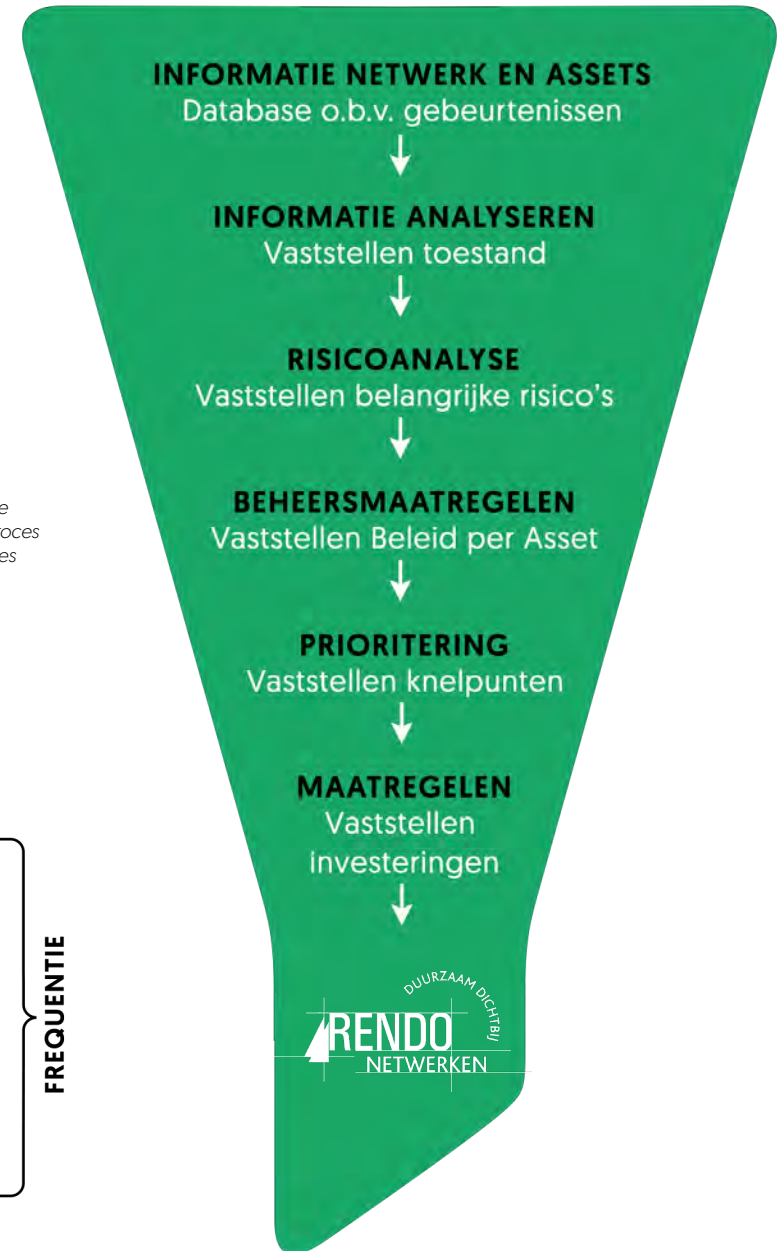 INFORMATIE NETWERK EN ASSETS
Database o.b.v. gebeurtenissen
INFORMATIE ANALYSEREN
Vaststellen toestand
RISICOANALYSE
Vaststellen belangrijke risico's
BEHEERSMAATREGELEN
Vaststellen Beleid per Asset
PRIORITERING
Vaststellen knelpunten
MAATREGELEN
Vaststellen
investeringen
DUURZAAM DICHTBIJ
RENDO
NETWERKEN
FREQUENTIE